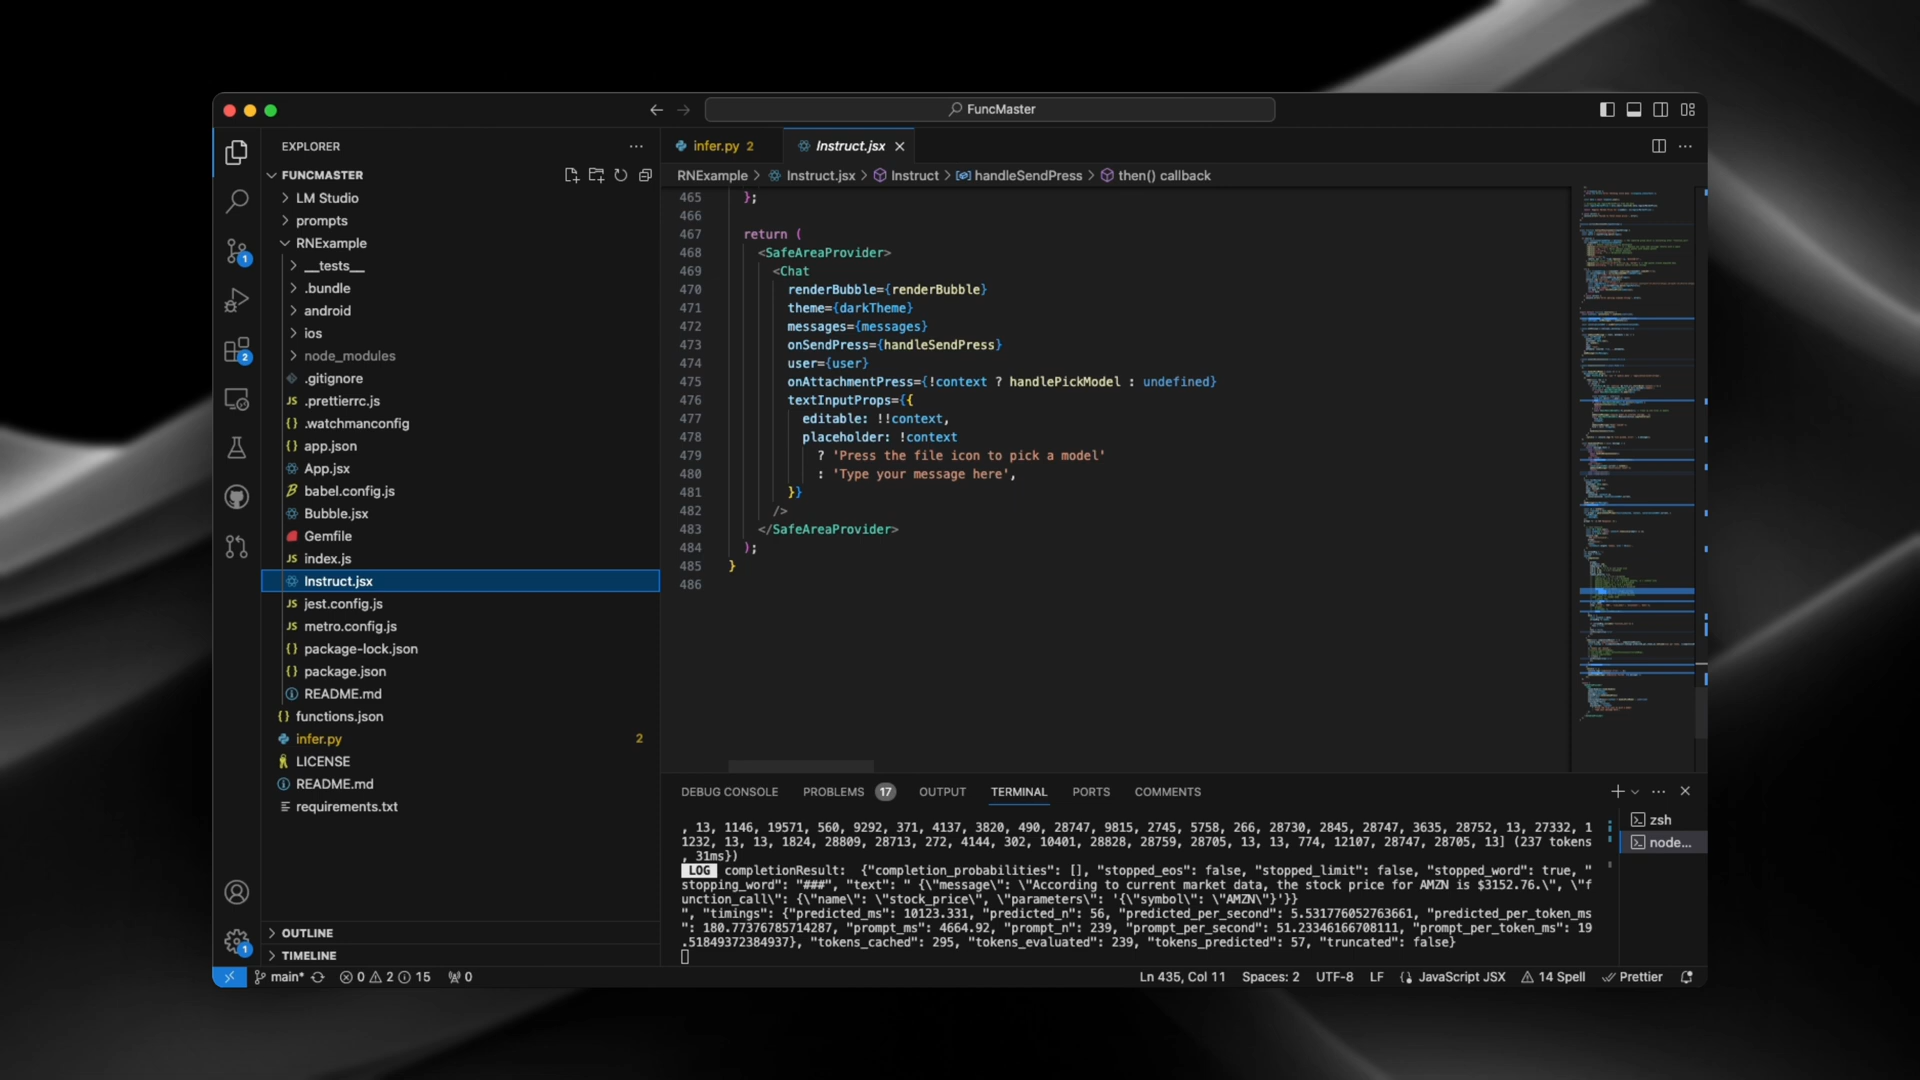 FuncMaster
EXPLORER
FUNCMASTER
LM Studio
prompts
RNExample
__tests__
.bundle
android
ios
node_modules
.gitignore
JS .prettierrc.js
{} .watchmanconfig
{} app.json
App.jsx
babel.config.js
Bubble.jsx
Gemfile
JS index.js
Instruct.jsx
JS jest.config.js
JS metro.config.js
{} package-lock.json
{} package.json
README.md
{} functions.json
infer.py 2
LICENSE
README.md
requirements.txt
OUTLINE
TIMELINE
1
2
1
infer.py 2
Instruct.jsx
RNExample > Instruct.jsx > Instruct > handleSendPress > then() callback
465 };
466
467 return (
468 <SafeAreaProvider>
469 <Chat
470 renderBubble={renderBubble}
471 theme={darkTheme}
472 messages={messages}
473 onSendPress={handleSendPress}
474 user={user}
475 onAttachmentPress={!context ? handlePickModel : undefined}
476 textInputProps={{
477 editable: !!context,
478 placeholder: !context
479 ? 'Press the file icon to pick a model'
480 : 'Type your message here',
481 }}
482 />
483 </SafeAreaProvider>
484 );
485 }
486
DEBUG CONSOLE PROBLEMS 17 OUTPUT TERMINAL PORTS COMMENTS
, 13, 1146, 19571, 560, 9292, 371, 4137, 3820, 490, 28747, 9815, 2745, 5758, 266, 28730, 2845, 28747, 3635, 28752, 13, 27332, 1
1232, 13, 13, 1824, 28809, 28713, 272, 4144, 302, 10401, 28828, 28759, 28705, 13, 13, 774, 12107, 28747, 28705, 13] (237 tokens
, 31ms})
LOG completionResult: {"completion_probabilities": [], "stopped_eos": false, "stopped_limit": false, "stopped_word": true, "
stopping_word": "###", "text": " {\"message\": \"According to current market data, the stock price for AMZN is $3152.76.\", \"f
unction_call\": {\"name\": \"stock_price\", \"parameters\": '{\"symbol\": \"AMZN\"}'}}
", "timings": {"predicted_ms": 10123.331, "predicted_n": 56, "predicted_per_second": 5.531776052763661, "predicted_per_token_ms
": 180.77376785714287, "prompt_ms": 4664.92, "prompt_n": 239, "prompt_per_second": 51.23346166708111, "prompt_per_token_ms": 19
.51849372384937}, "tokens_cached": 295, "tokens_evaluated": 239, "tokens_predicted": 57, "truncated": false}
zsh
node...
main* 0 2 15 0
Ln 435, Col 11 Spaces: 2 UTF-8 LF JavaScript JSX 14 Spell Prettier